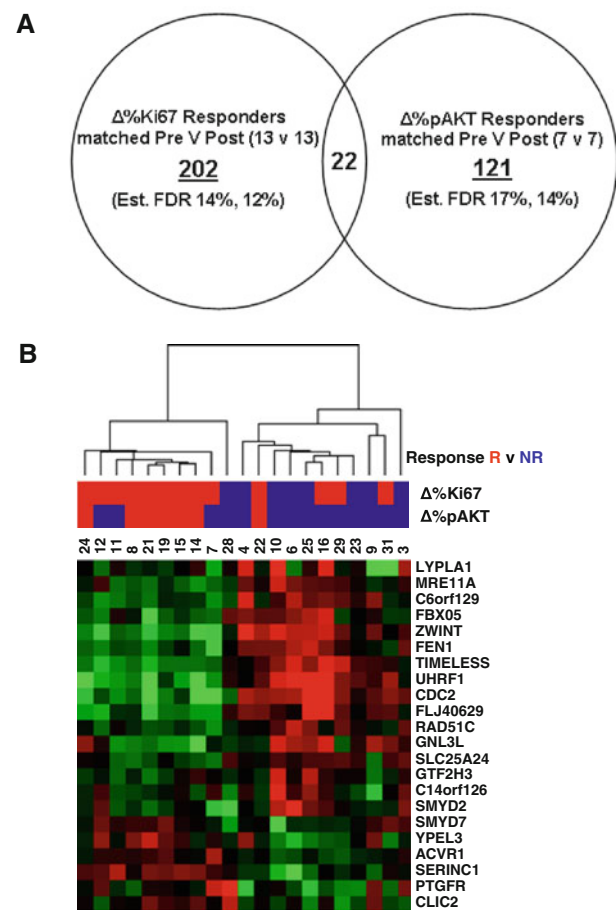 A
Δ%Ki67 Responders
matched Pre V Post (13 v 13)
202
(Est. FDR 14%, 12%)
22
Δ%pAKT Responders
matched Pre V Post (7 v 7)
121
(Est. FDR 17%, 14%)
B
Response R v NR
Δ%Ki67
Δ%pAKT
24 12 11 8 21 19 15 14 7 28 4 22 10 6 25 16 29 23 9 31 3
LYPLA1
MRE11A
C6orf129
FBX05
ZWINT
FEN1
TIMELESS
UHRF1
CDC2
FLJ40629
RAD51C
GNL3L
SLC25A24
GTF2H3
C14orf126
SMYD2
SMYD7
YPEL3
ACVR1
SERINC1
PTGFR
CLIC2